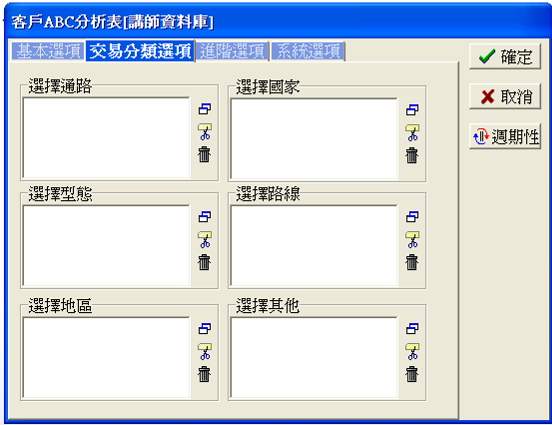 客戶ABC分析表[講師資料庫]
基本選項 交易分類選項 進階選項 系統選項
確定
取消
週期性
選擇通路 選擇國家
選擇型態 選擇路線
選擇地區 選擇其他